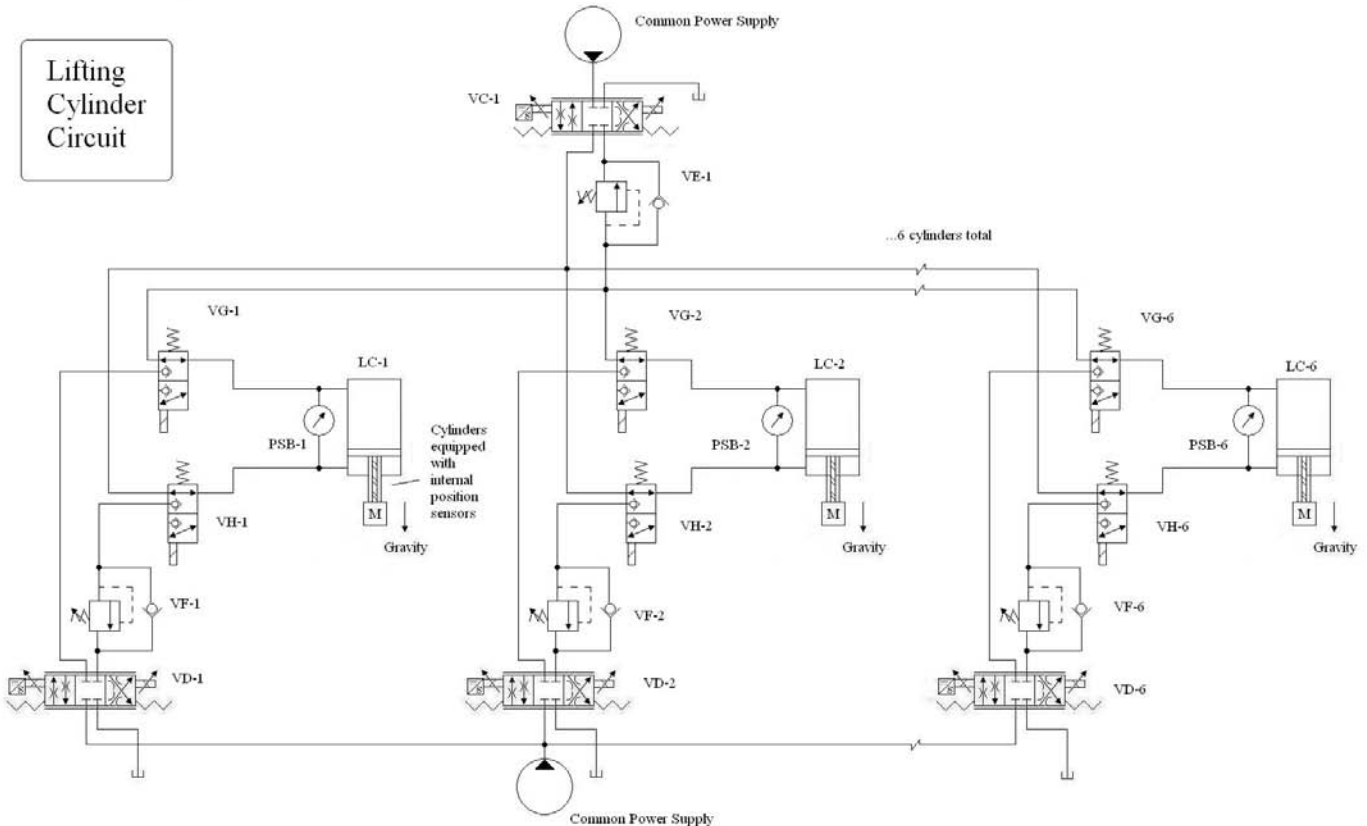 Common Power Supply
Lifting
Cylinder
Circuit
VC-1
VE-1
...6 cylinders total
VG-1
VG-2
VG-6
LC-1
LC-2
LC-6
PSB-1
Cylinders
equipped
with
internal
position
sensors
PSB-2
PSB-6
M
M
M
VH-1
VH-2
VH-6
Gravity
Gravity
Gravity
VF-1
VF-2
VF-6
VD-1
VD-2
VD-6
Common Power Supply